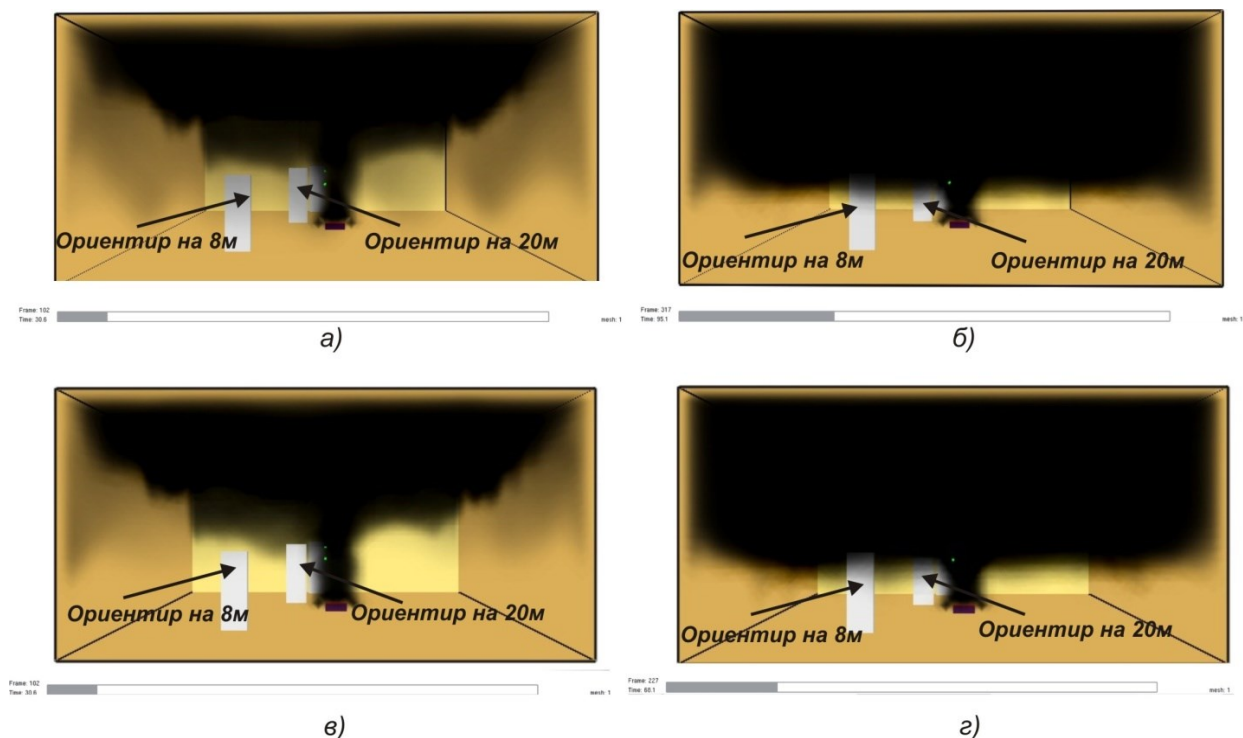 Ориентир на 8м
Ориентир на 20м
Frame: 102
Time: 30.6
mesh: 1
а)
Ориентир на 8м
Ориентир на 20м
Frame: 317
Time: 95.1
mesh: 1
б)
Ориентир на 8м
Ориентир на 20м
Frame: 102
Time: 30.6
mesh: 1
в)
Ориентир на 8м
Ориентир на 20м
Frame: 227
Time: 68.1
mesh: 1
г)